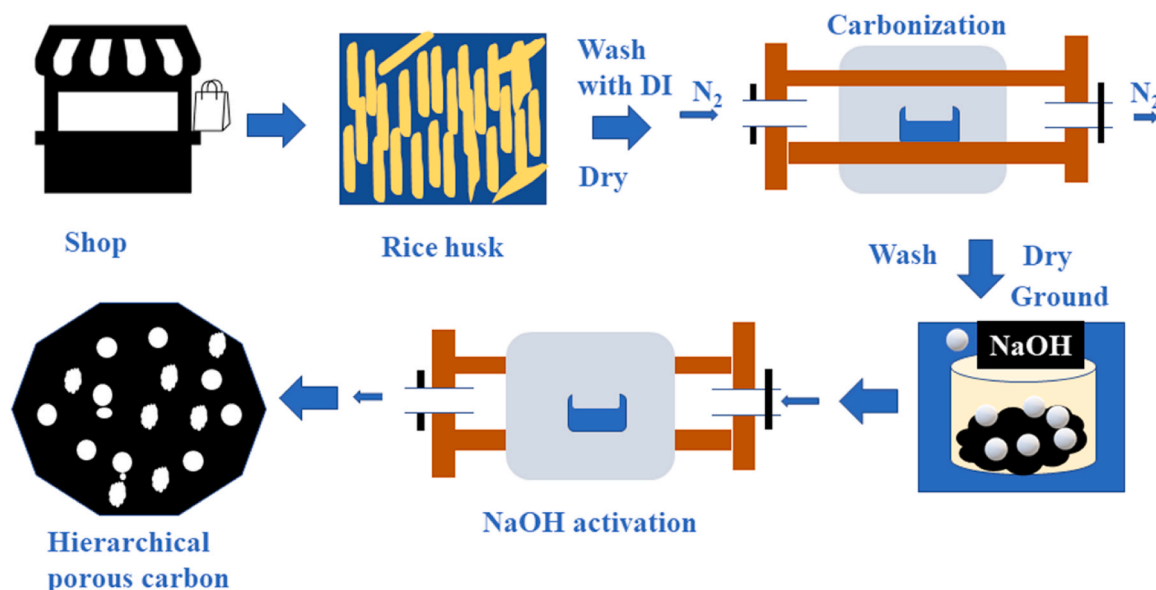 Shop
Rice husk
Wash
with DI
Dry
N₂
Carbonization
N₂
Wash
Dry
Ground
NaOH
NaOH activation
Hierarchical
porous carbon